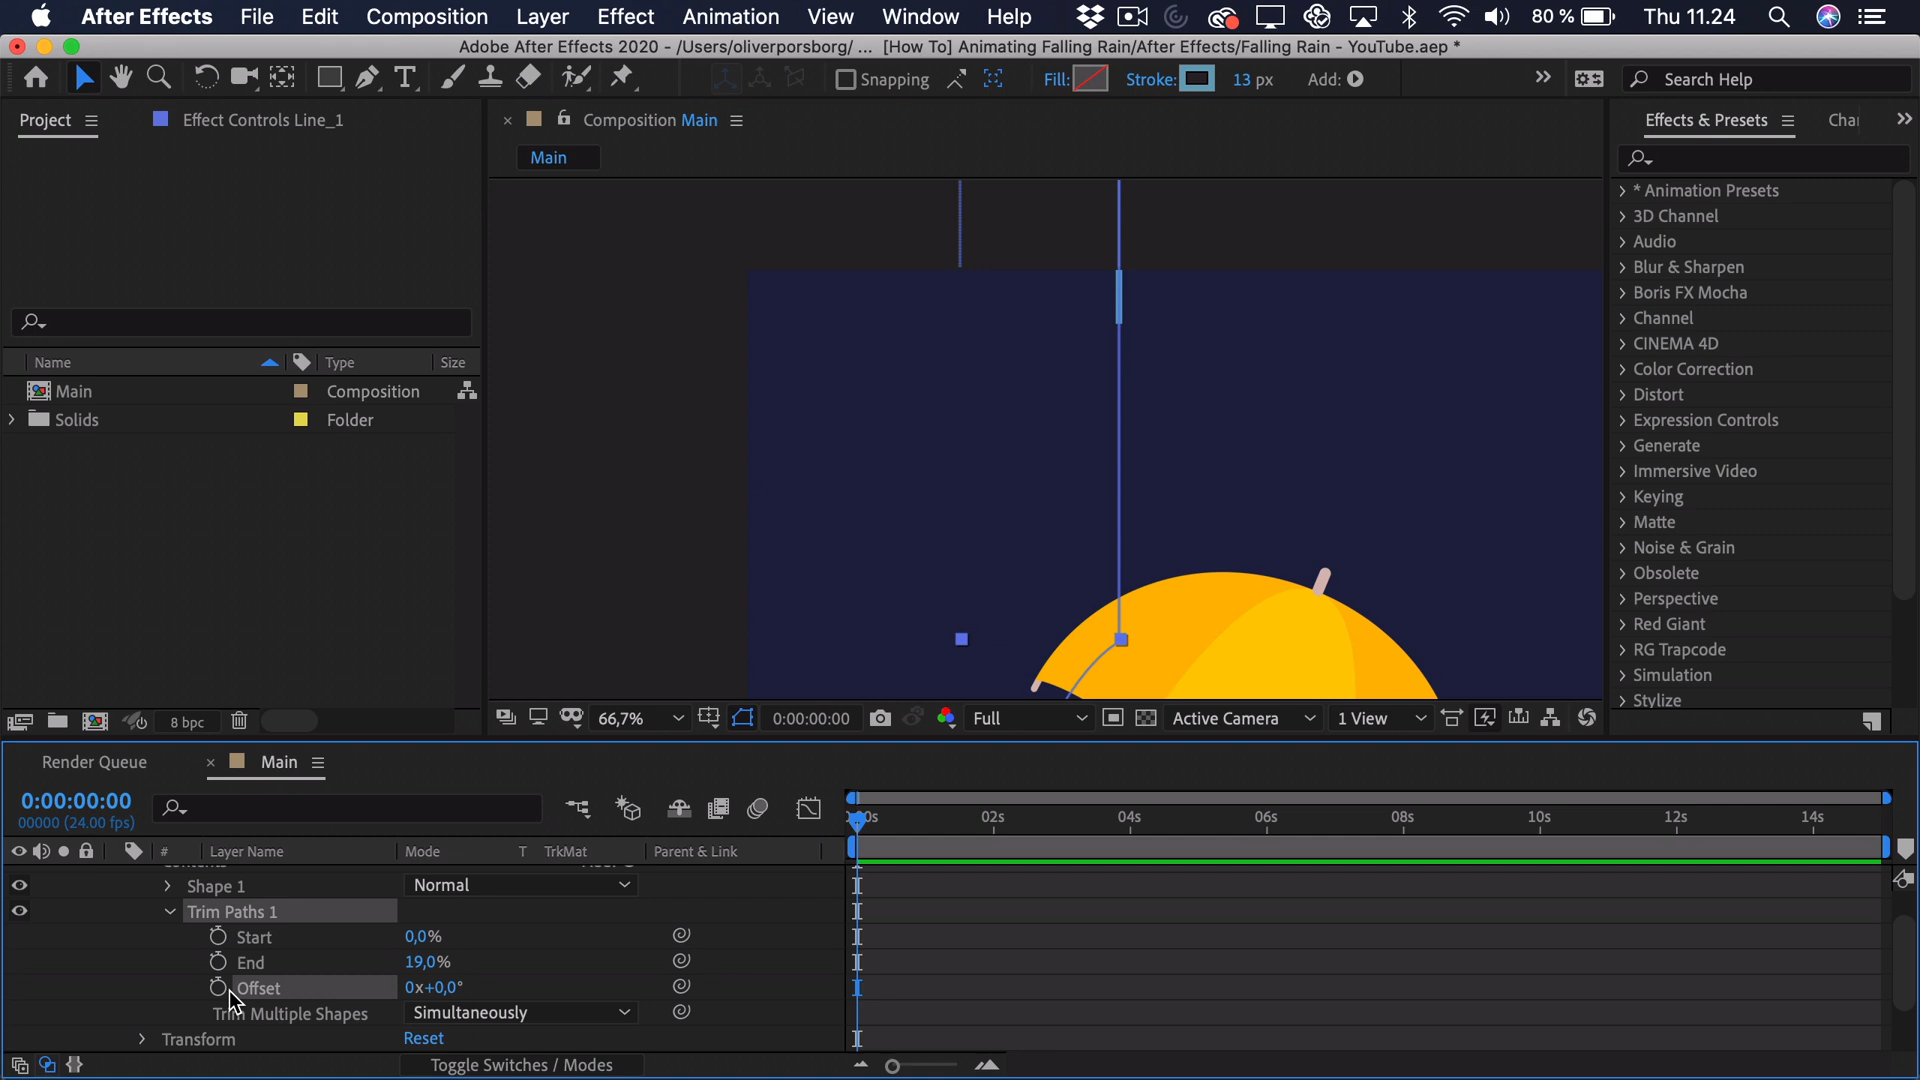 After Effects File Edit Composition Layer Effect Animation View Window Help 80 % Thu 11.24
Adobe After Effects 2020 - /Users/oliverporsborg/ ... [How To] Animating Falling Rain/After Effects/Falling Rain - YouTube.aep *
Snapping Fill: Stroke: 13 px Add: Search Help
Project Effect Controls Line_1 Composition Main Effects & Presets Cha
Main
* Animation Presets
3D Channel
Audio
Blur & Sharpen
Boris FX Mocha
Channel
CINEMA 4D
Color Correction
Distort
Expression Controls
Generate
Immersive Video
Keying
Matte
Noise & Grain
Obsolete
Perspective
Red Giant
RG Trapcode
Simulation
Stylize
Name Type Size
Main Composition
Solids Folder
8 bpc 66,7% 0:00:00:00 Full Active Camera 1 View
Render Queue Main
0:00:00:00
00000 (24.00 fps)
02s 04s 06s 08s 10s 12s 14s
# Layer Name Mode T TrkMat Parent & Link
Shape 1 Normal
Trim Paths 1
Start 0,0%
End 19,0%
Offset 0x+0,0°
Trim Multiple Shapes Simultaneously
Transform Reset
Toggle Switches / Modes